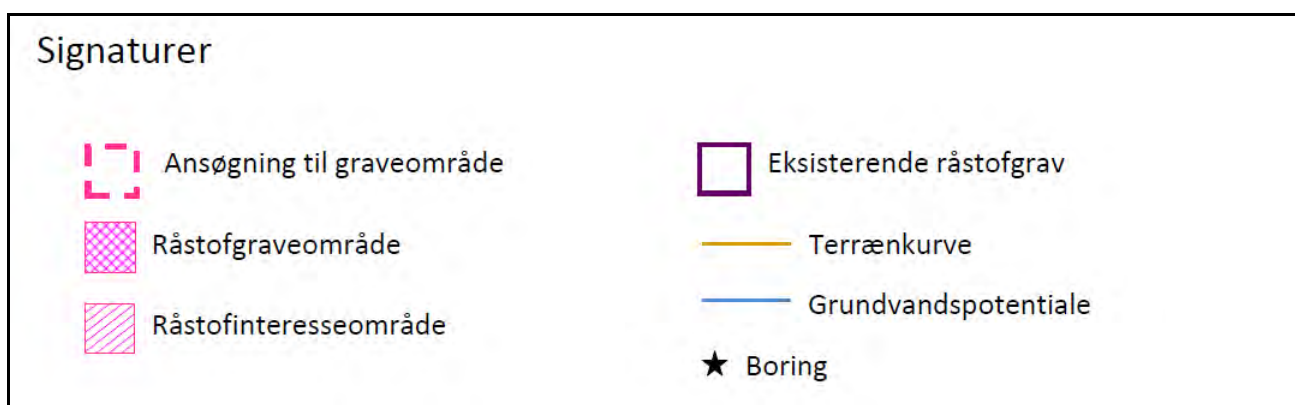 Signaturer
Ansøgning til graveområde
Råstofgraveområde
Råstofinteresseområde
Eksisterende råstofgrav
Terrænkurve
Grundvandspotentiale
Boring